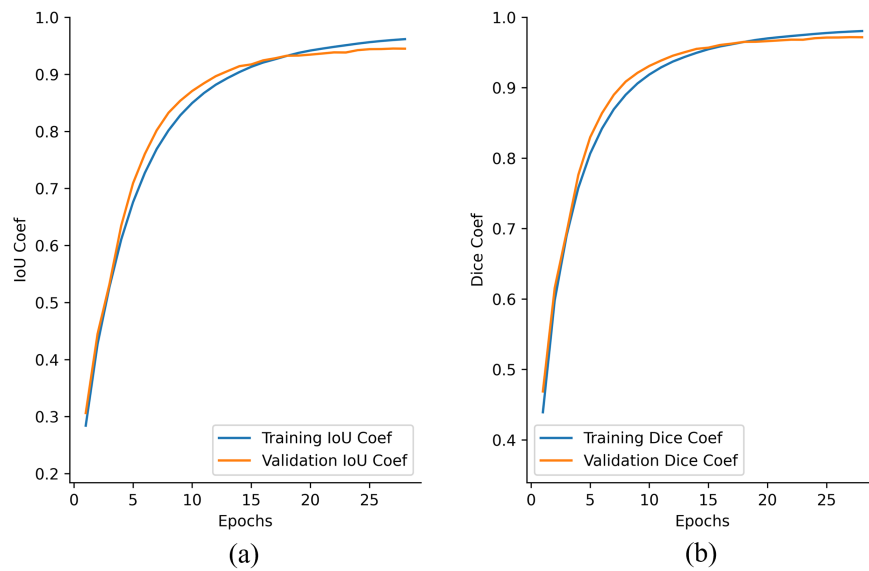 1.0
0.9
0.8
0.7
0.6
0.5
0.4
0.3
0.2
IoU Coef
Training IoU Coef
Validation IoU Coef
0 5 10 15 20 25
Epochs
(a)
1.0
0.9
0.8
0.7
0.6
0.5
0.4
Dice Coef
Training Dice Coef
Validation Dice Coef
0 5 10 15 20 25
Epochs
(b)